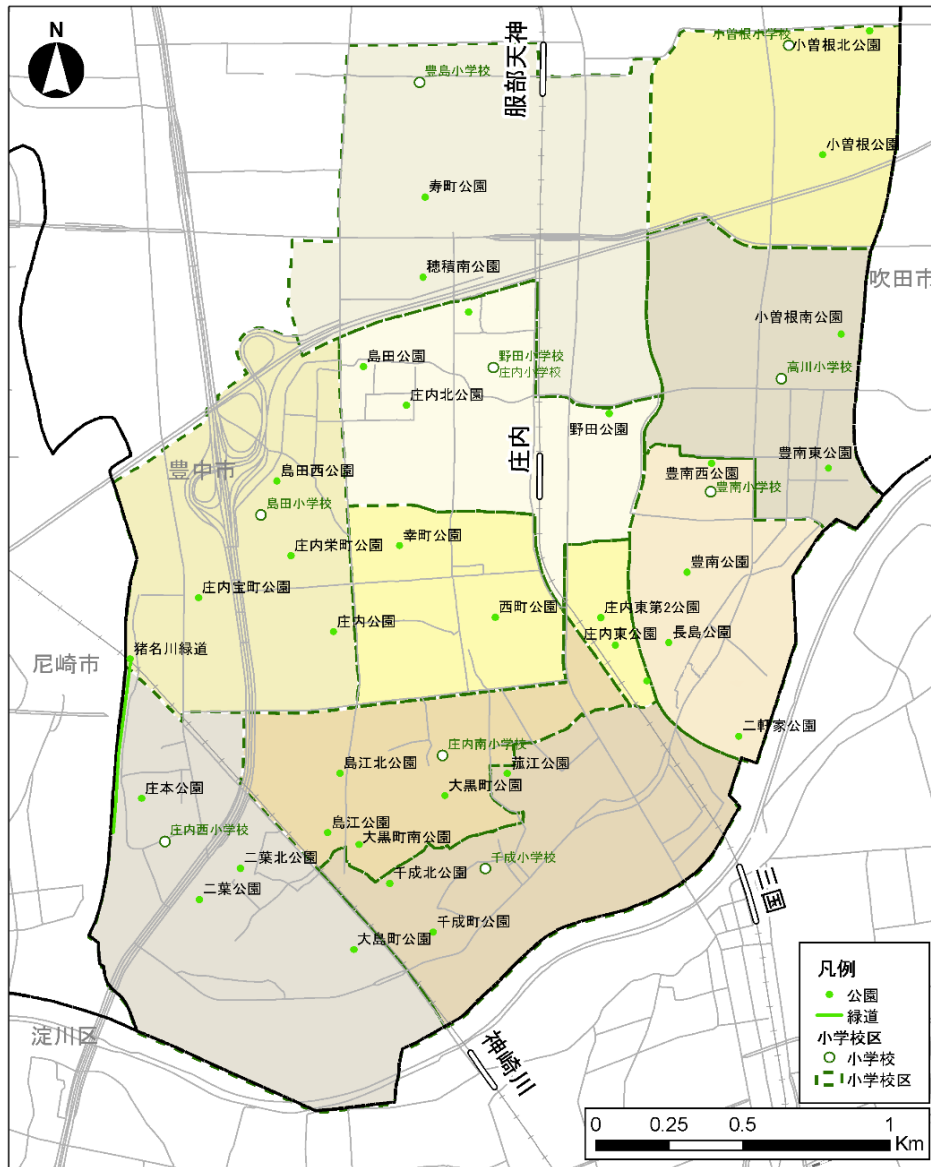 N
服部天神
小曽根小学校
小曽根北公園
豊島小学校
小曽根公園
寿町公園
穂積南公園
吹田市
小曽根南公園
島田公園
野田小学校
庄内小学校
高川小学校
庄内北公園
野田公園
庄内
豊中市
島田西公園
豊南西公園
豊南東公園
豊南小学校
島田小学校
幸町公園
庄内栄町公園
豊南公園
庄内宝町公園
庄内公園
西町公園
庄内東第2公園
庄内東公園
長島公園
猪名川緑道
尼崎市
二軒家公園
庄内南小学校
島江北公園
菰江公園
庄本公園
大黒町公園
島江公園
庄内西小学校
大黒町南公園
二葉北公園
千成小学校
千成北公園
二葉公園
三国
千成町公園
大島町公園
淀川区
神崎川
凡例
公園
緑道
小学校区
小学校
小学校区
0 0.25 0.5 1
Km